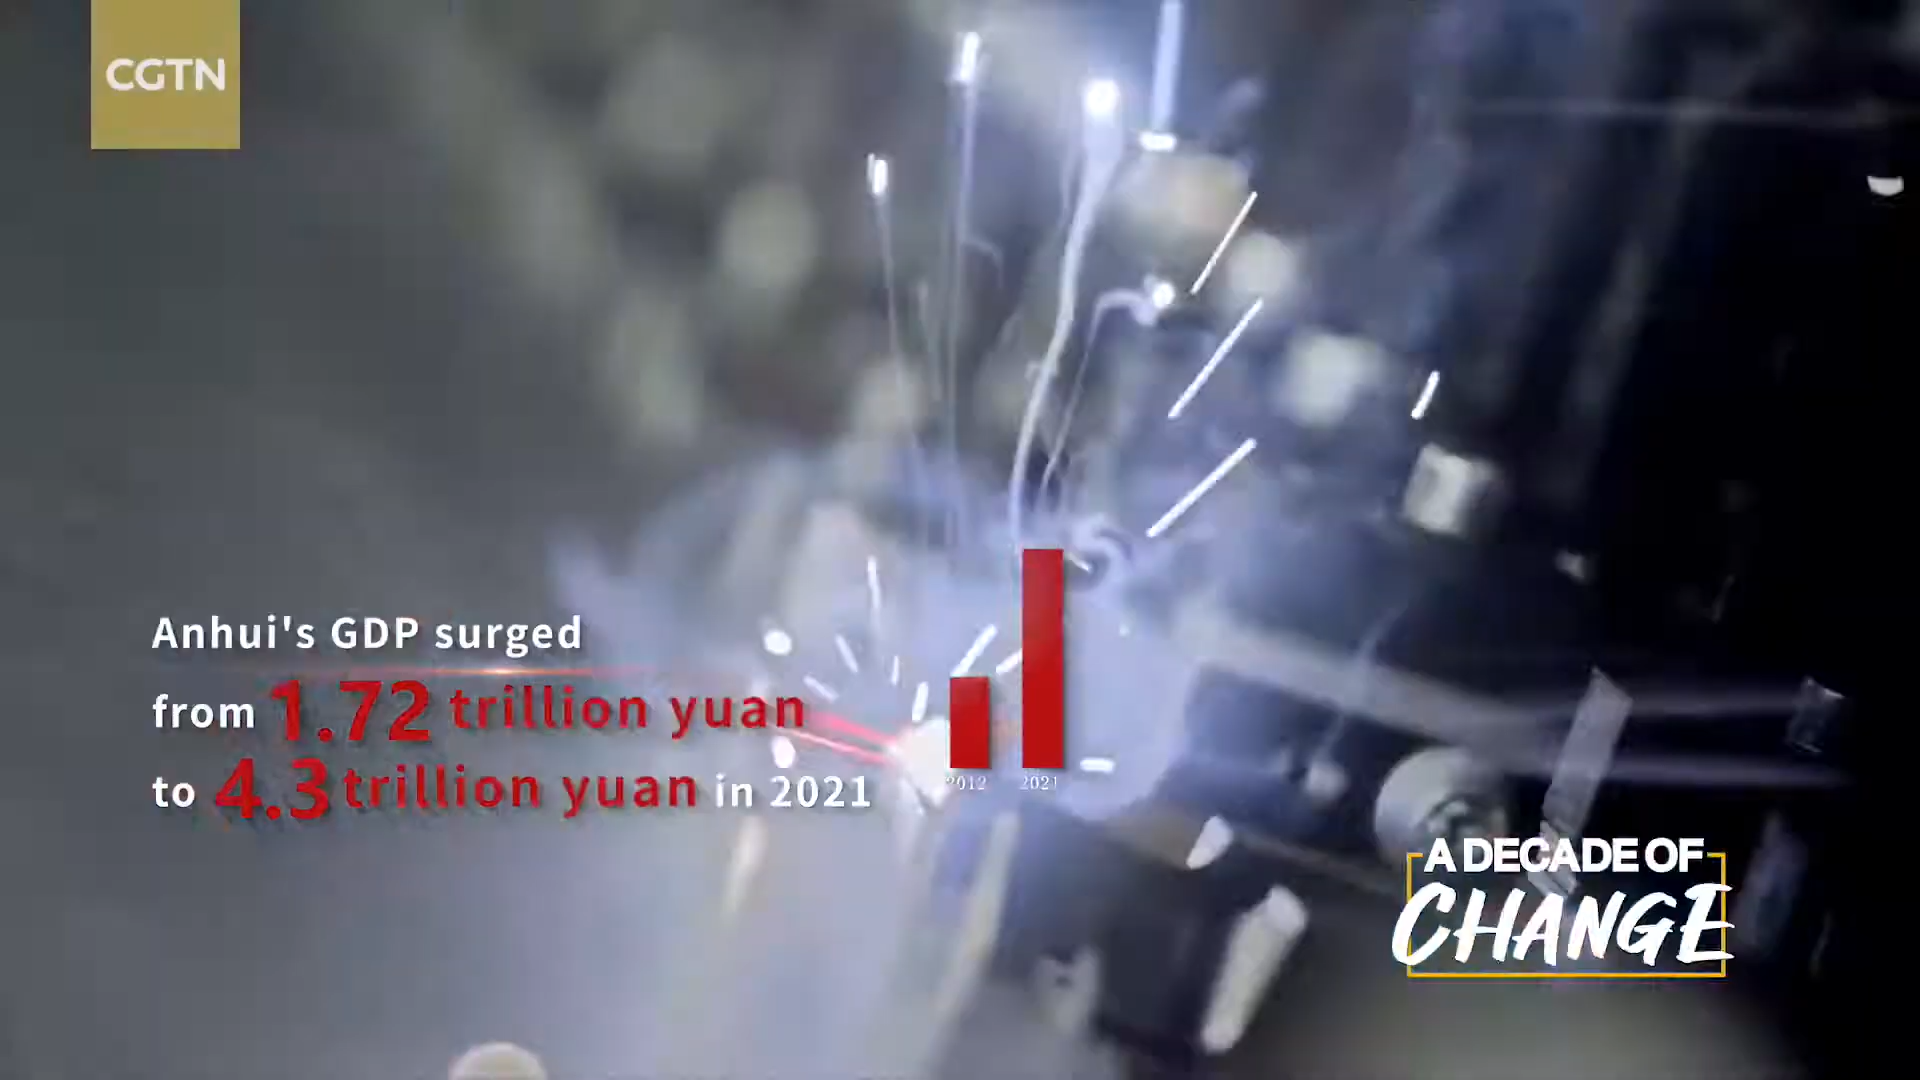 CGTN
Anhui's GDP surged
from 1.72 trillion yuan
to 4.3 trillion yuan in 2021
2012 2021
A DECADE OF
CHANGE